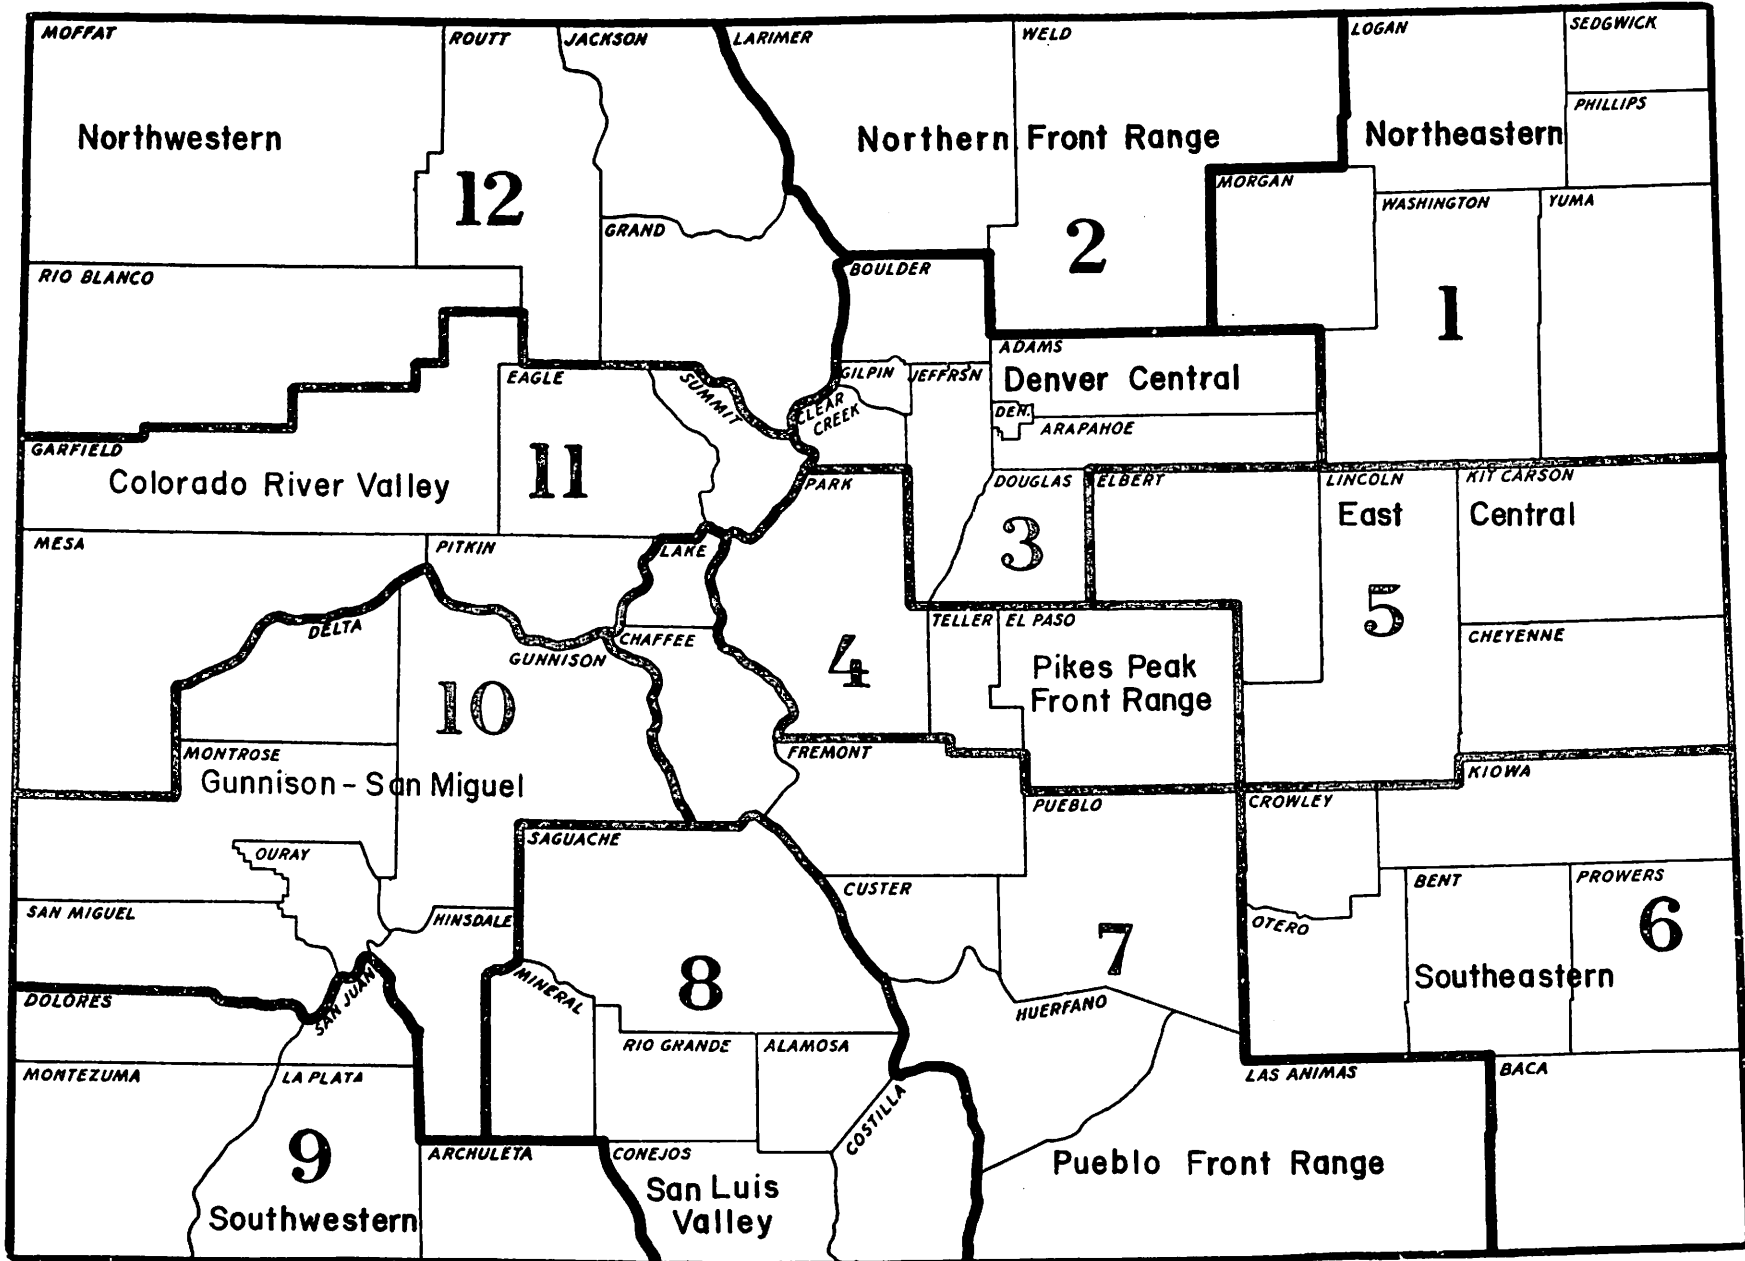 MOFFAT
ROUTT
JACKSON
LARIMER
WELD
LOGAN
SEDGWICK
PHILLIPS
Northwestern
Northern Front Range
Northeastern
12
MORGAN
WASHINGTON
YUMA
GRAND
2
RIO BLANCO
BOULDER
1
ADAMS
EAGLE
SUMMIT
GILPIN
JEFFRSN
Denver Central
CLEAR
CREEK
DEN.
ARAPAHOE
GARFIELD
Colorado River Valley
11
PARK
DOUGLAS
ELBERT
LINCOLN
KIT CARSON
East Central
MESA
PITKIN
LAKE
3
DELTA
GUNNISON
CHAFFEE
4
TELLER
EL PASO
5
CHEYENNE
Pikes Peak
Front Range
10
MONTROSE
Gunnison - San Miguel
FREMONT
KIOWA
PUEBLO
CROWLEY
SAGUACHE
OURAY
CUSTER
BENT
PROWERS
SAN MIGUEL
HINSDALE
OTERO
6
7
Southeastern
8
MINERAL
DOLORES
SAN JUAN
HUERFANO
RIO GRANDE
ALAMOSA
MONTEZUMA
LA PLATA
LAS ANIMAS
BACA
COSTILLA
9
ARCHULETA
CONEJOS
Pueblo Front Range
San Luis
Valley
Southwestern